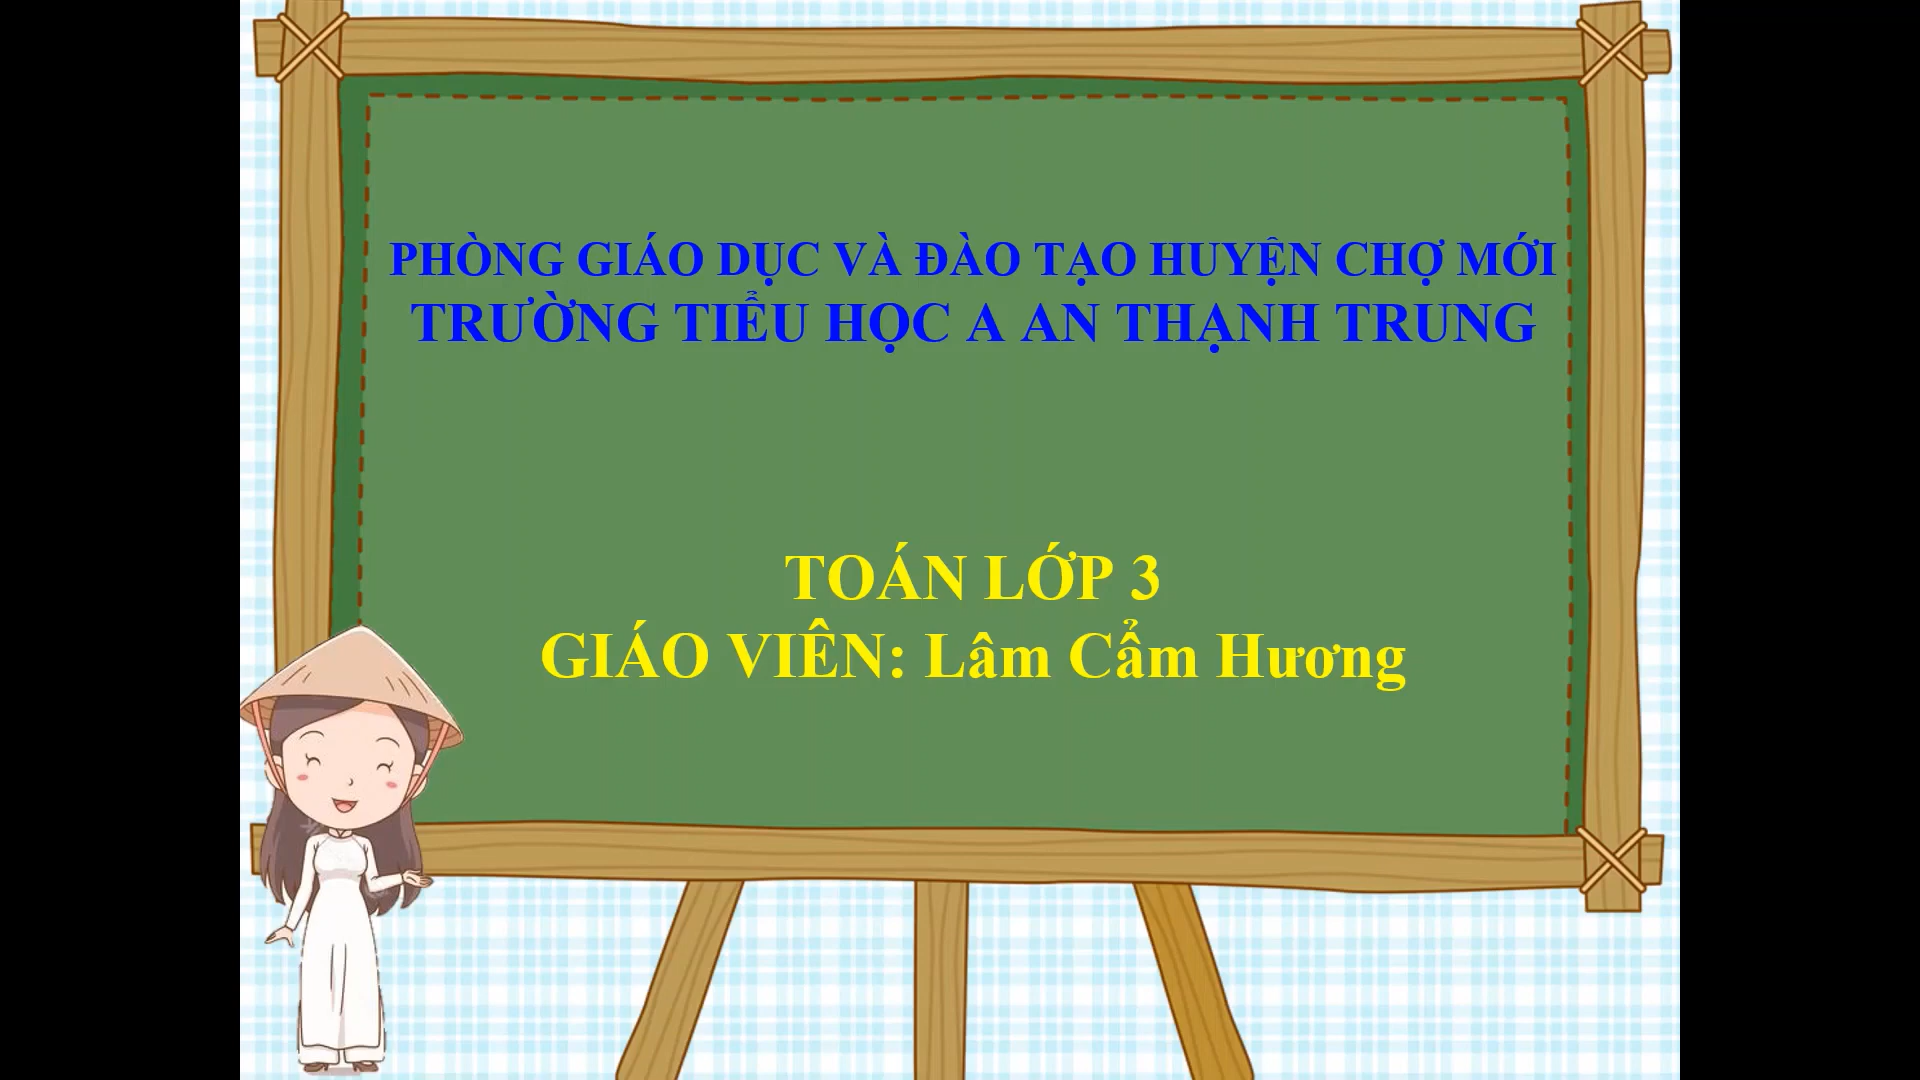 PHÒNG GIÁO DỤC VÀ ĐÀO TẠO HUYỆN CHỢ MỚI
TRƯỜNG TIỂU HỌC A AN THẠNH TRUNG
TOÁN LỚP 3
GIÁO VIÊN: Lâm Cẩm Hương